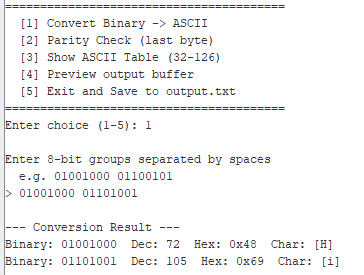 ========================================
[1] Convert Binary -> ASCII
[2] Parity Check (last byte)
[3] Show ASCII Table (32-126)
[4] Preview output buffer
[5] Exit and Save to output.txt
========================================
Enter choice (1-5): 1
Enter 8-bit groups separated by spaces
e.g. 01001000 01100101
> 01001000 01101001
--- Conversion Result ---
Binary: 01001000  Dec: 72  Hex: 0x48  Char: [H]
Binary: 01101001  Dec: 105  Hex: 0x69  Char: [i]